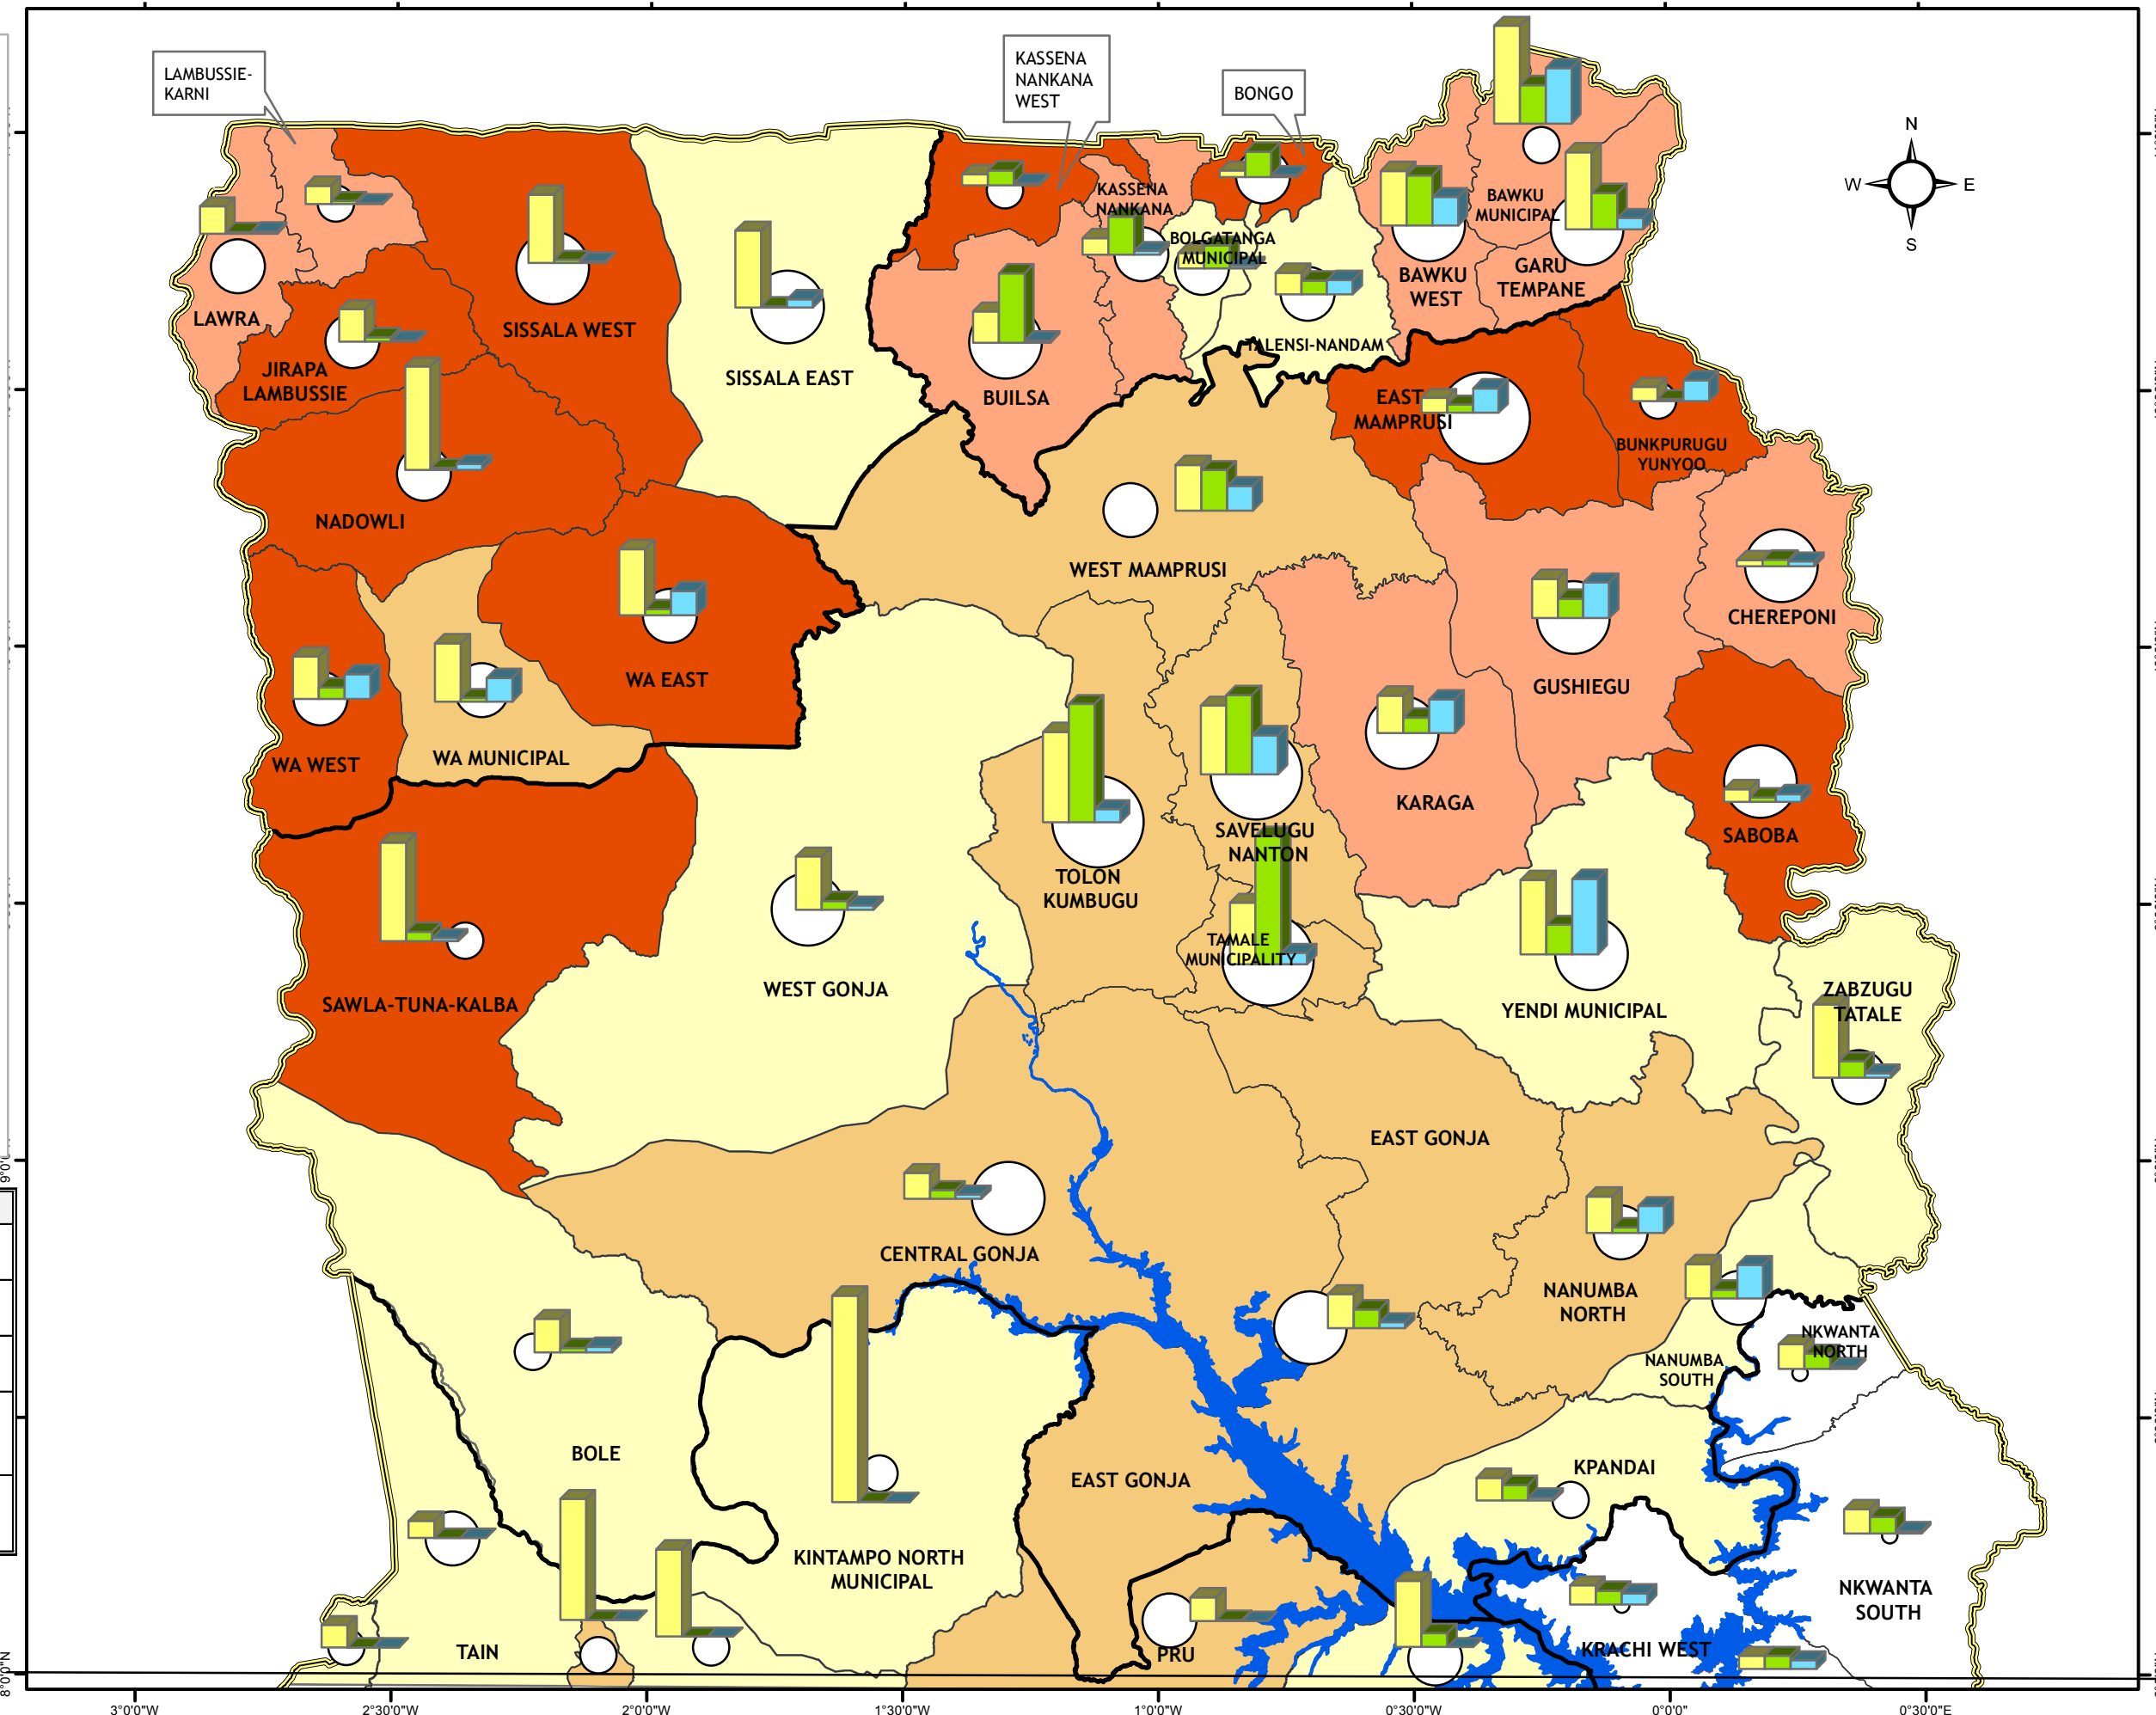 LAMBUSSIE-
KARNI
KASSENA
NANKANA
WEST
BONGO
N
W
E
S
KASSENA
NANKANA
BAWKU
MUNICIPAL
BOLGATANGA
MUNICIPAL
BAWKU
WEST
GARU
TEMPANE
LAWRA
SISSALA WEST
JIRAPA
LAMBUSSIE
SISSALA EAST
BUILSA
TALENSI-NANDAM
EAST
MAMPRUSI
BUNKPURUGU
YUNYOO
NADOWLI
WEST MAMPRUSI
CHEREPONI
WA EAST
GUSHIEGU
WA WEST
WA MUNICIPAL
KARAGA
SAVELUGU
NANTON
SABOBA
TOLON
KUMBUGU
TAMALE
MUNICIPALITY
WEST GONJA
SAWLA-TUNA-KALBA
YENDI MUNICIPAL
ZABZUGU
TATALE
EAST GONJA
CENTRAL GONJA
NANUMBA
NORTH
NKWANTA
NORTH
NANUMBA
SOUTH
BOLE
EAST GONJA
KPANDAI
KINTAMPO NORTH
MUNICIPAL
NKWANTA
SOUTH
TAIN
PRU
KRACHI WEST
8°0'0"N
3°0'0"W
2°30'0"W
2°0'0"W
1°30'0"W
1°0'0"W
0°30'0"W
0°0'0"
0°30'0"E